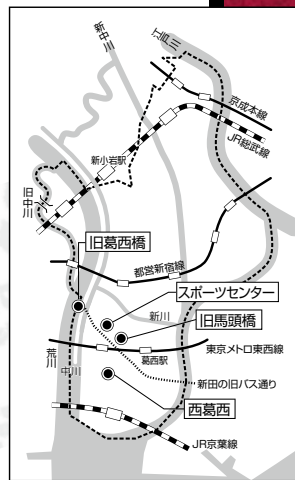 新中川
江戸川
京成本線
JR総武線
新小岩駅
旧中川
旧葛西橋
都営新宿線
スポーツセンター
新川
旧馬頭橋
荒川
中川
葛西駅
東京メトロ東西線
新田の旧バス通り
西葛西
JR京葉線